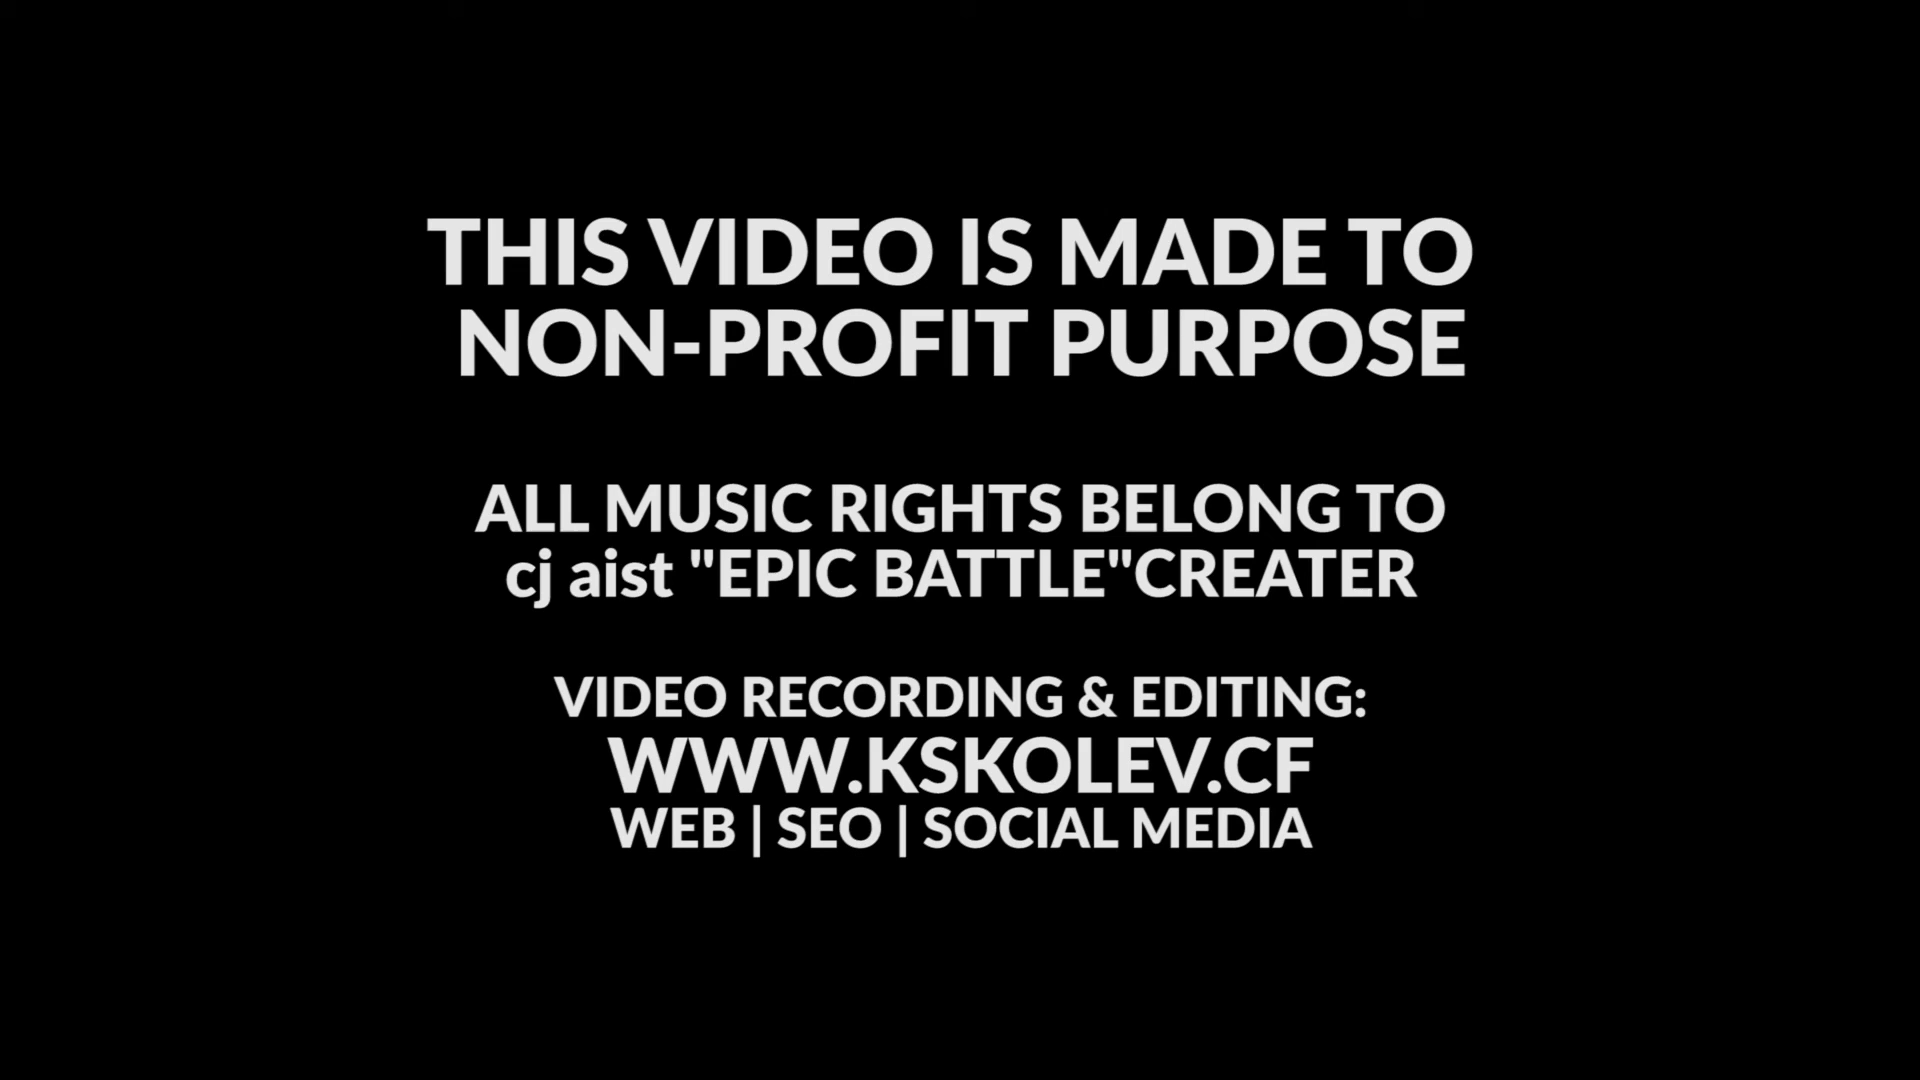 THIS VIDEO IS MADE TO
NON-PROFIT PURPOSE
ALL MUSIC RIGHTS BELONG TO
cj aist "EPIC BATTLE"CREATER
VIDEO RECORDING & EDITING:
WWW.KSKOLEV.CF
WEB | SEO | SOCIAL MEDIA